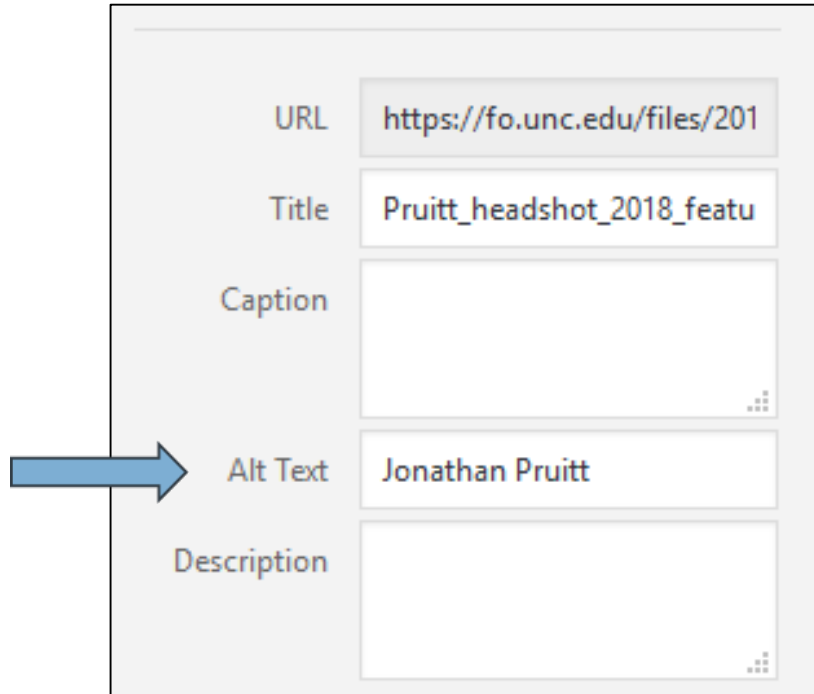 URL https://fo.unc.edu/files/201
Title Pruitt_headshot_2018_featu
Caption
Alt Text Jonathan Pruitt
Description